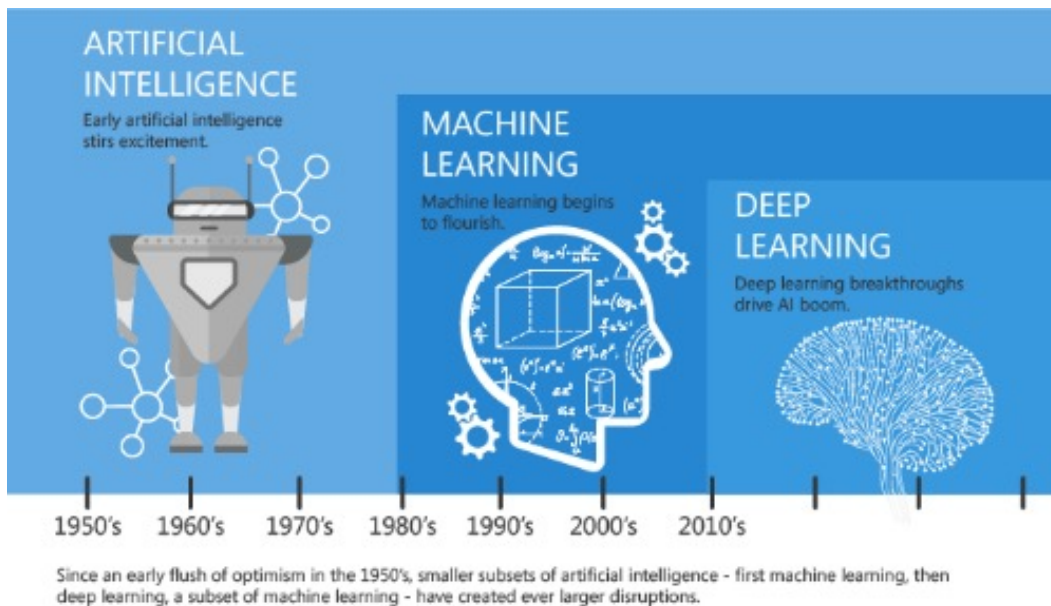 ARTIFICIAL
INTELLIGENCE
Early artificial intelligence
stirs excitement.
MACHINE
LEARNING
Machine learning begins
to flourish.
DEEP
LEARNING
Deep learning breakthroughs
drive AI boom.
1950's 1960's 1970's 1980's 1990's 2000's 2010's
Since an early flush of optimism in the 1950's, smaller subsets of artificial intelligence - first machine learning, then
deep learning, a subset of machine learning - have created ever larger disruptions.